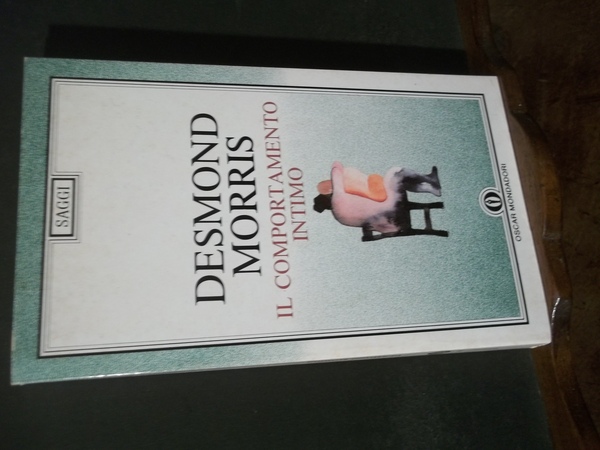 SAGGI
DESMOND
MORRIS
IL COMPORTAMENTO
INTIMO
OSCAR MONDADORI